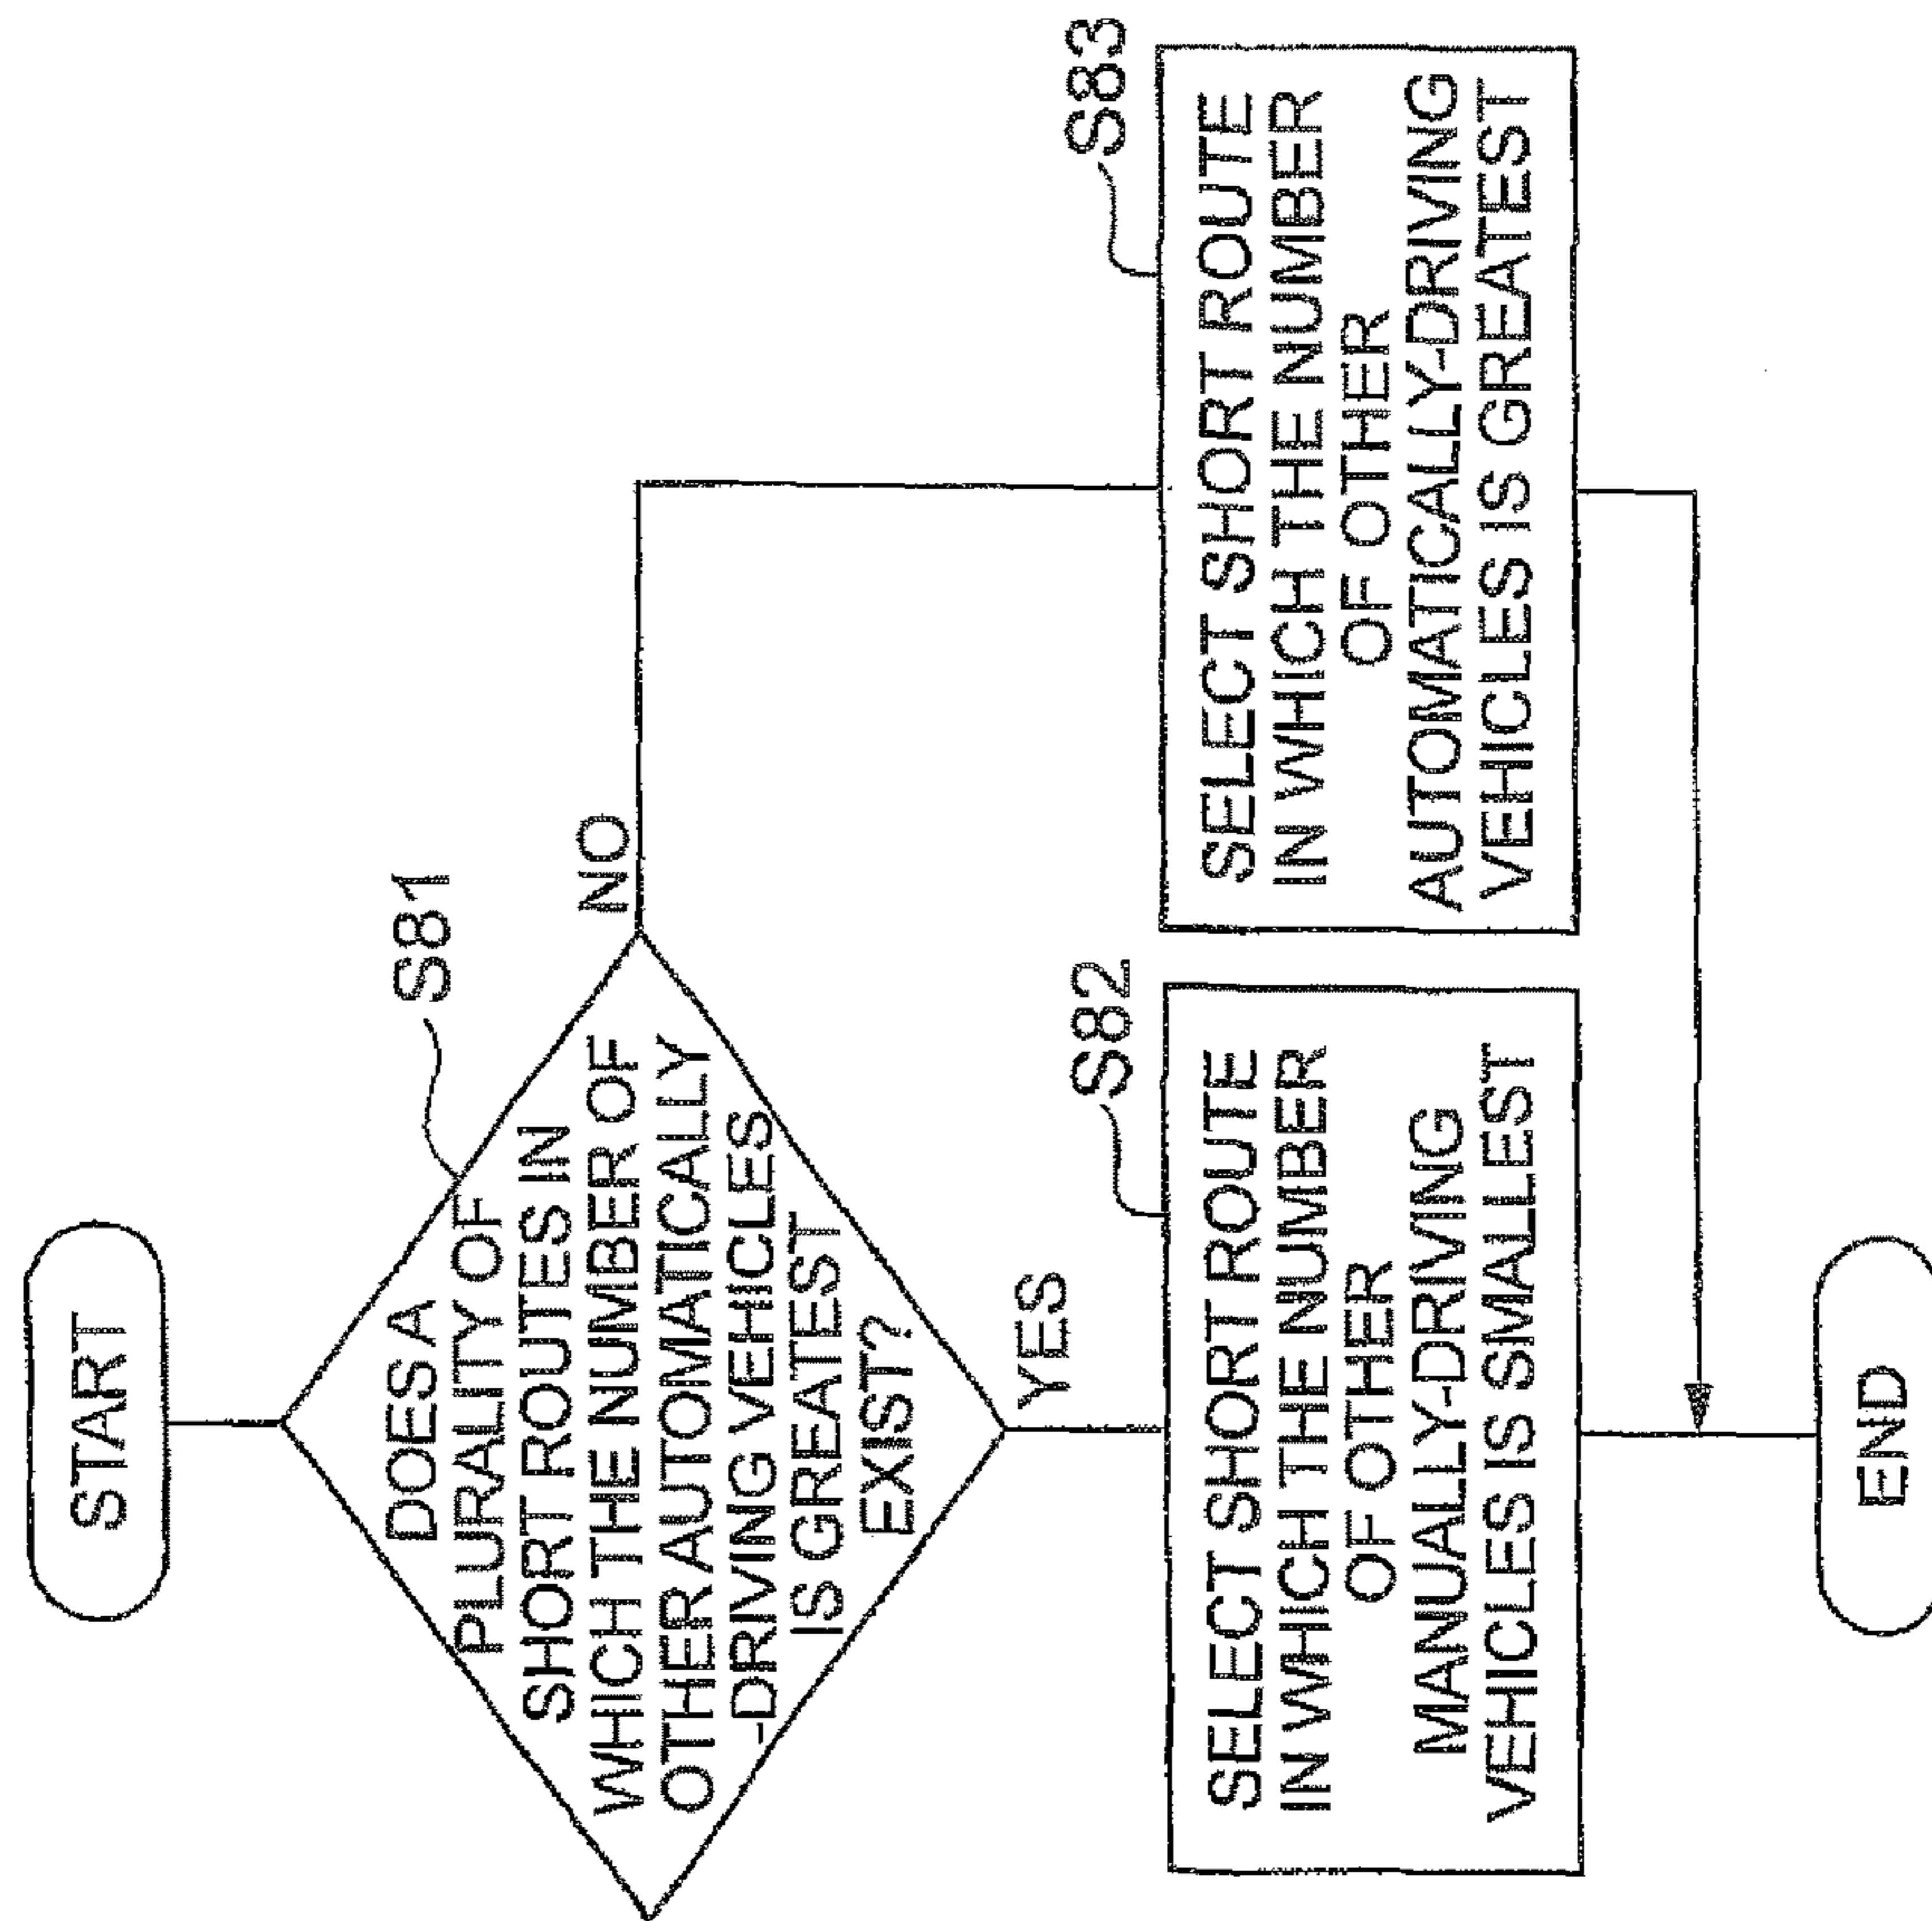 START
S81
DOES A
PLURALITY OF
SHORT ROUTES IN
WHICH THE NUMBER OF
OTHER AUTOMATICALLY
-DRIVING VEHICLES
IS GREATEST
EXIST?
NO
YES
S82
SELECT SHORT ROUTE
IN WHICH THE NUMBER
OF OTHER
MANUALLY-DRIVING
VEHICLES IS SMALLEST
S83
SELECT SHORT ROUTE
IN WHICH THE NUMBER
OF OTHER
AUTOMATICALLY-DRIVING
VEHICLES IS GREATEST
END